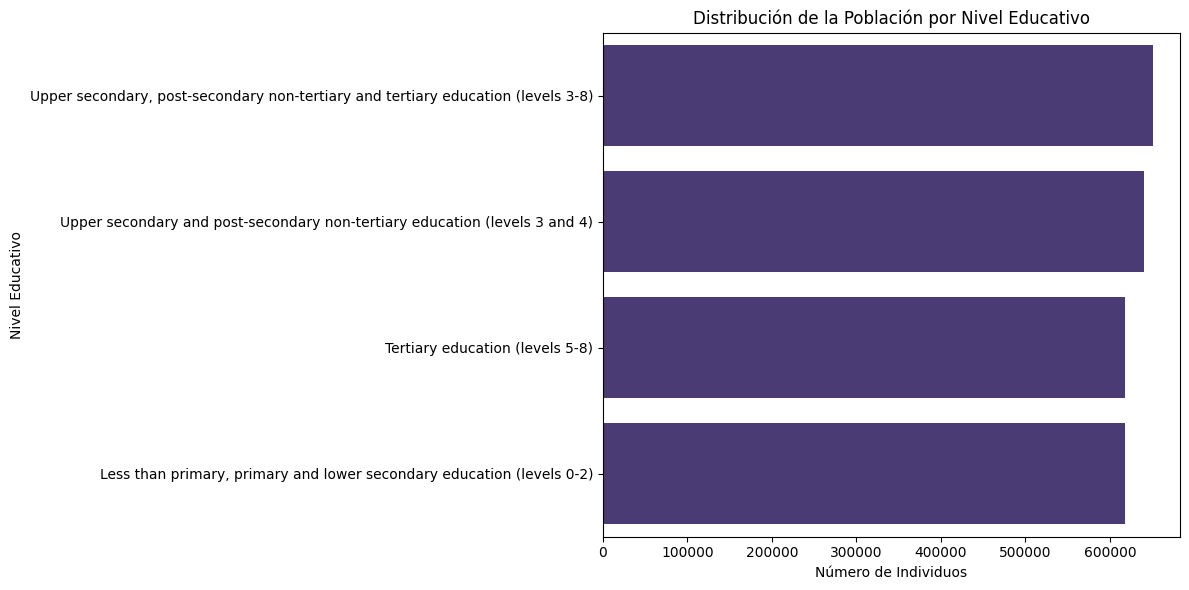 Distribución de la Población por Nivel Educativo
Nivel Educativo
Upper secondary, post-secondary non-tertiary and tertiary education (levels 3-8)
Upper secondary and post-secondary non-tertiary education (levels 3 and 4)
Tertiary education (levels 5-8)
Less than primary, primary and lower secondary education (levels 0-2)
0 100000 200000 300000 400000 500000 600000
Número de Individuos